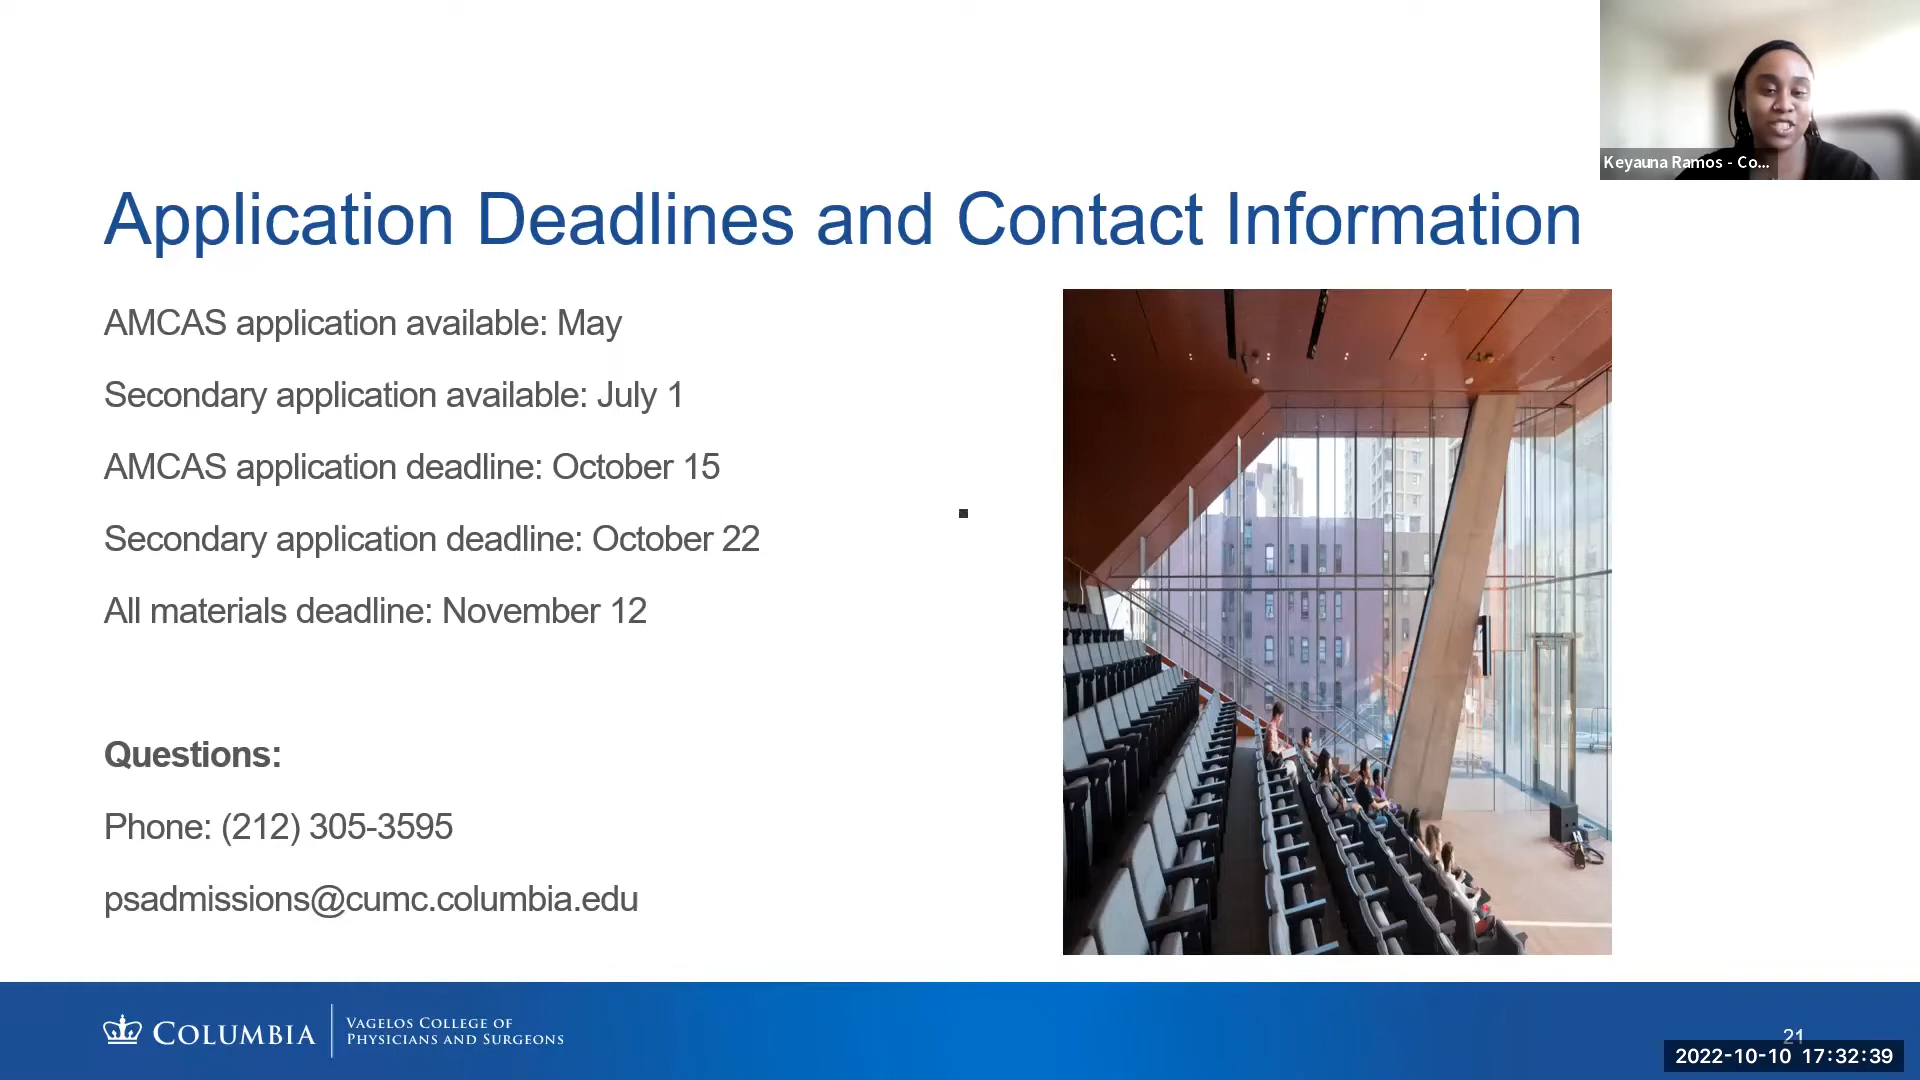 Keyauna Ramos - Co...
Application Deadlines and Contact Information
AMCAS application available: May
Secondary application available: July 1
AMCAS application deadline: October 15
Secondary application deadline: October 22
All materials deadline: November 12
Questions:
Phone: (212) 305-3595
psadmissions@cumc.columbia.edu
COLUMBIA
VAGELOS COLLEGE OF
PHYSICIANS AND SURGEONS
21
2022-10-10 17:32:39